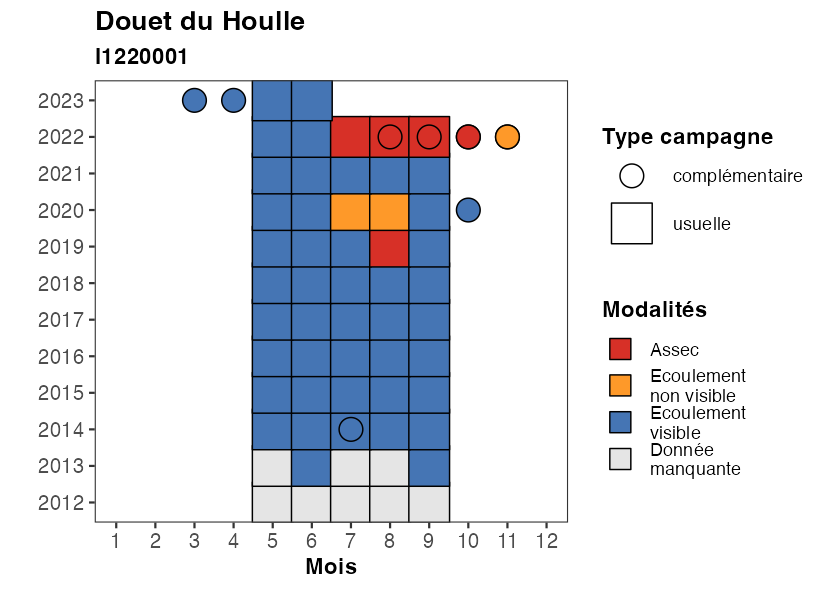 Douet du Houlle
I1220001
2023
2022
2021
2020
2019
2018
2017
2016
2015
2014
2013
2012
1 2 3 4 5 6 7 8 9 10 11 12
Mois
Type campagne
complémentaire
usuelle
Modalités
Assec
Ecoulement
non visible
Ecoulement
visible
Donnée
manquante